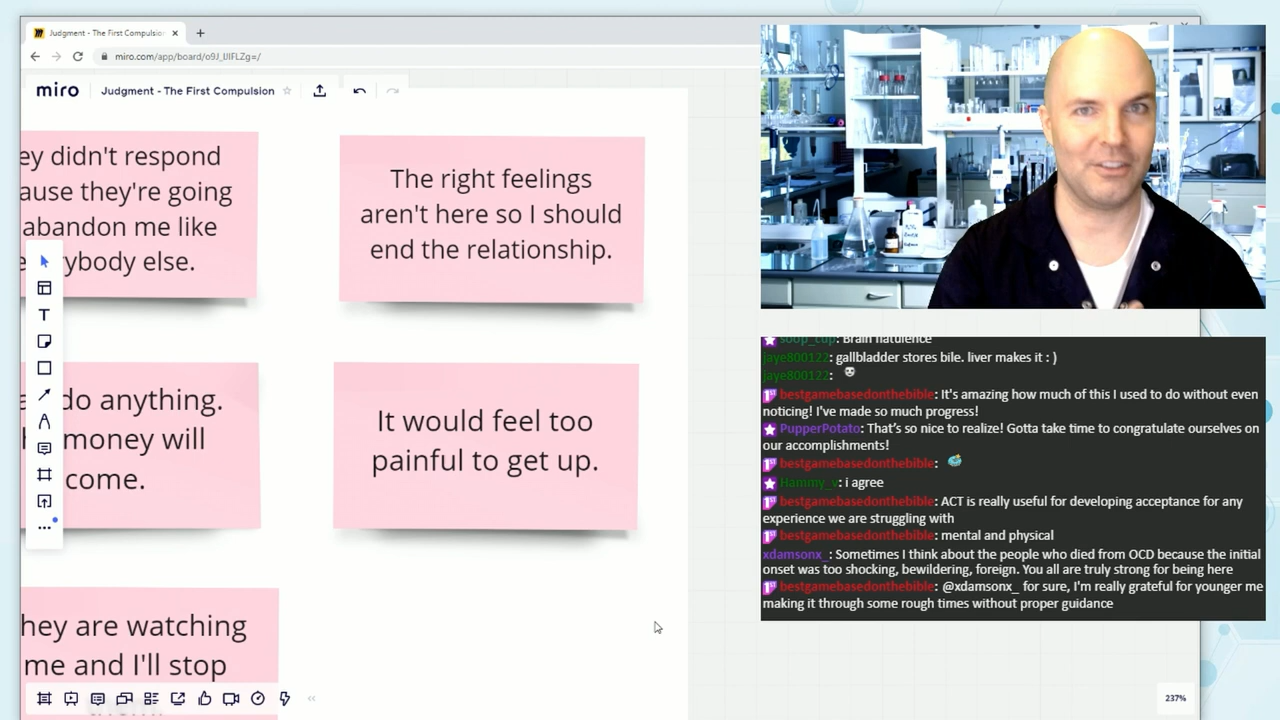 Judgment - The First Compulsion
miro.com/app/board/o9J_lJlFLZg=/
miro
Judgment - The First Compulsion
ey didn't respond
ause they're going
abandon me like
ybody else.
The right feelings
aren't here so I should
end the relationship.
do anything.
money will
come.
It would feel too
painful to get up.
hey are watching
me and I'll stop
237%
soop_cup: Brain flatulence
jaye800122: gallbladder stores bile. liver makes it : )
jaye800122:
bestgamebasedonthebible: It's amazing how much of this I used to do without even
noticing! I've made so much progress!
PupperPotato: That's so nice to realize! Gotta take time to congratulate ourselves on
our accomplishments!
bestgamebasedonthebible:
Hammy_v: i agree
bestgamebasedonthebible: ACT is really useful for developing acceptance for any
experience we are struggling with
bestgamebasedonthebible: mental and physical
xdamsonx_: Sometimes I think about the people who died from OCD because the initial
onset was too shocking, bewildering, foreign. You all are truly strong for being here
bestgamebasedonthebible: @xdamsonx_ for sure, I'm really grateful for younger me
making it through some rough times without proper guidance